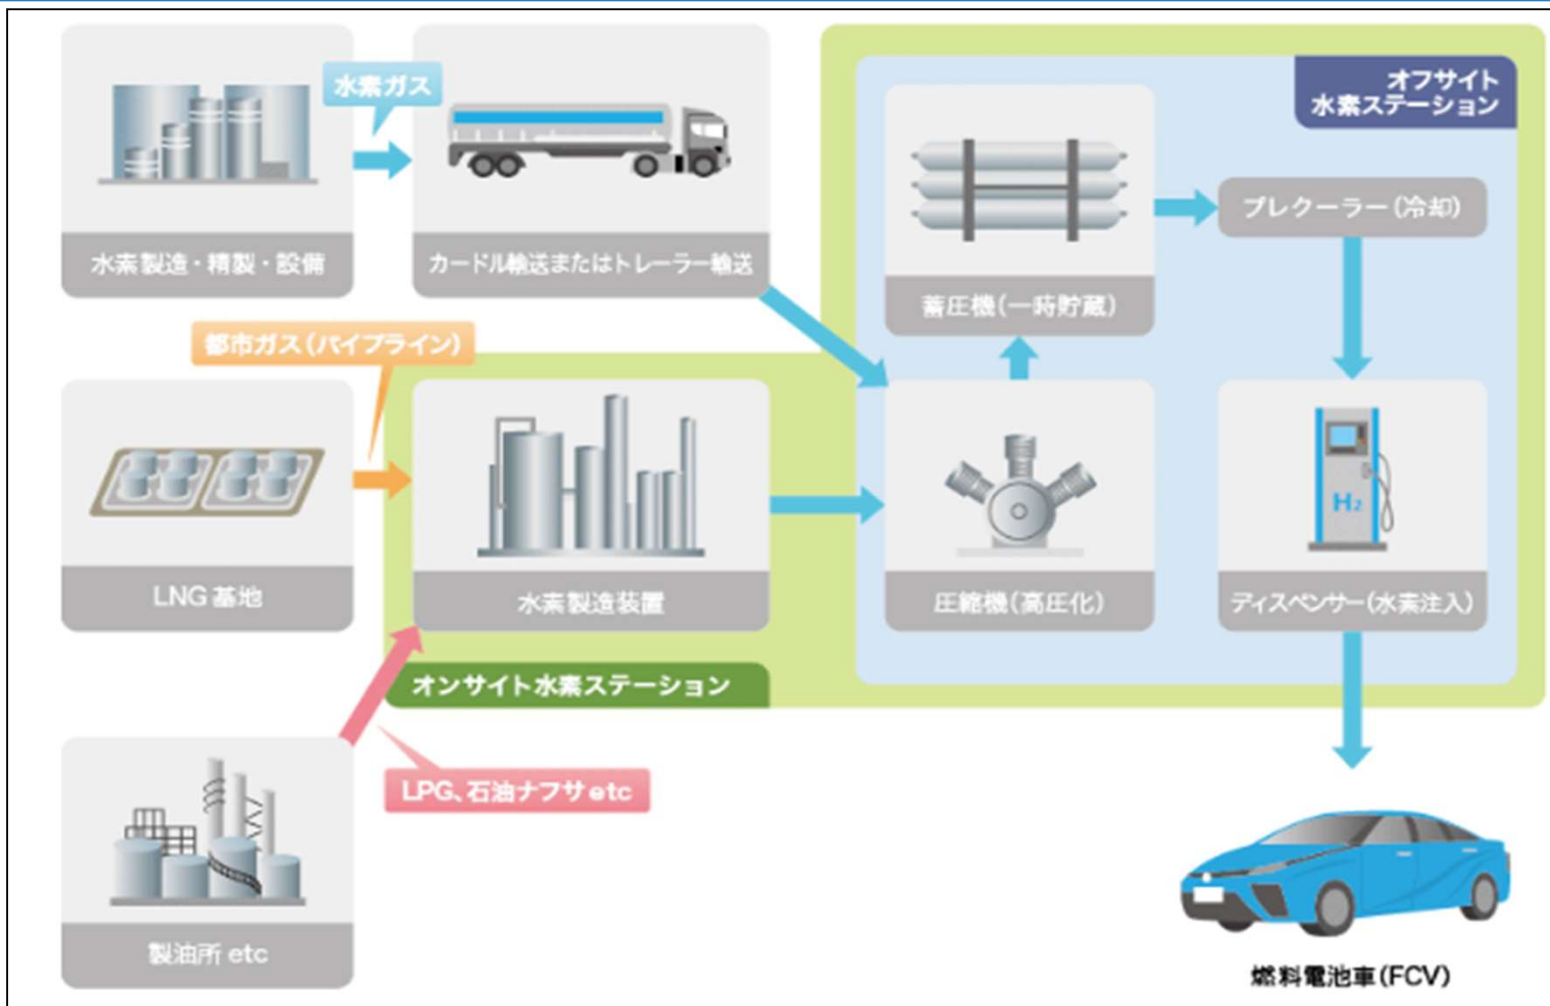 水素ガス
オフサイト
水素ステーション
水素製造・精製・設備
カードル輸送またはトレーラー輸送
プレクーラー(冷却)
蓄圧機(一時貯蔵)
都市ガス(パイプライン)
LNG 基地
水素製造装置
圧縮機(高圧化)
H2
ディスペンサー(水素注入)
オンサイト水素ステーション
LPG、石油ナフサetc
製油所 etc
燃料電池車(FCV)